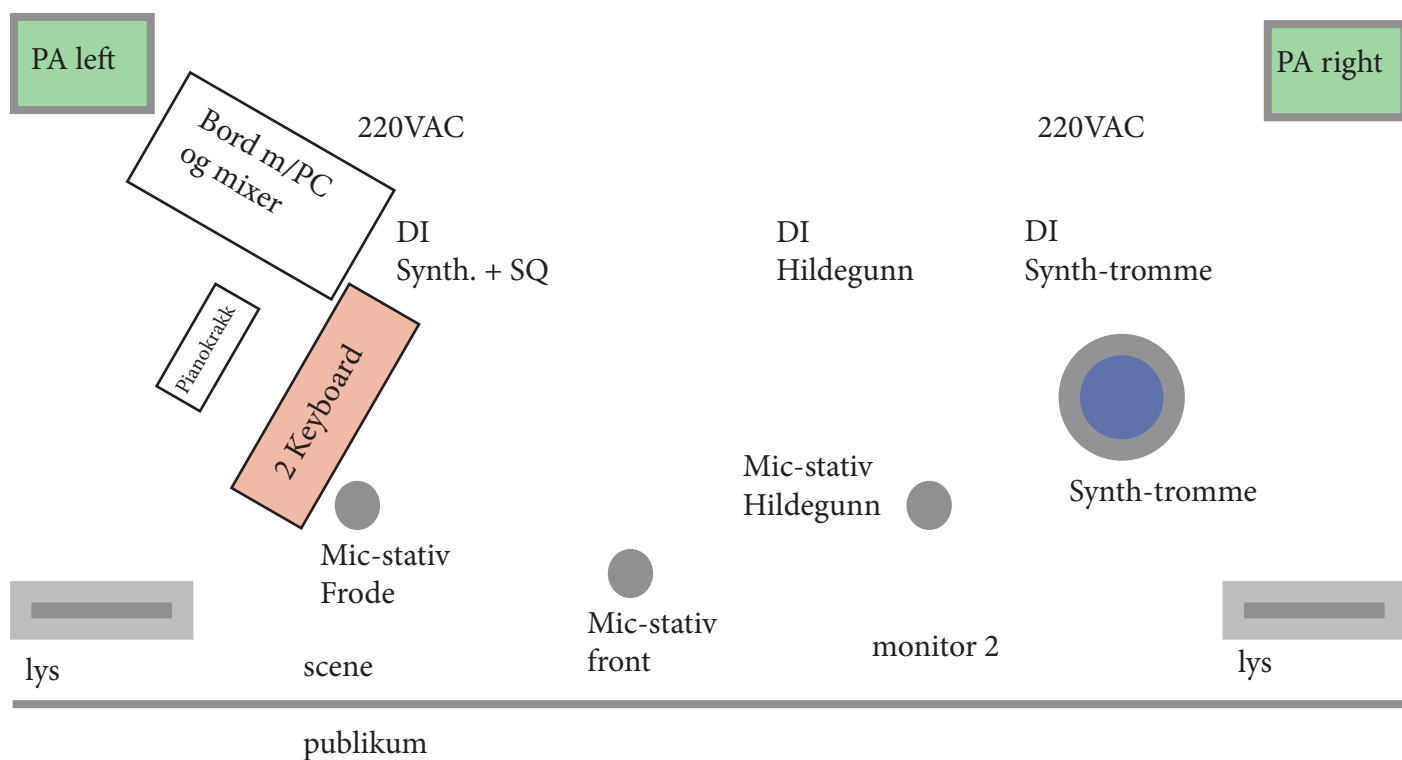 PA left
PA right
Bord m/PC
og mixer
220VAC
220VAC
DI
Synth. + SQ
DI
Hildegunn
DI
Synth-tromme
Pianokrakk
2 Keyboard
Mic-stativ
Hildegunn
Synth-tromme
Mic-stativ
Frode
Mic-stativ
front
monitor 2
lys
scene
lys
publikum